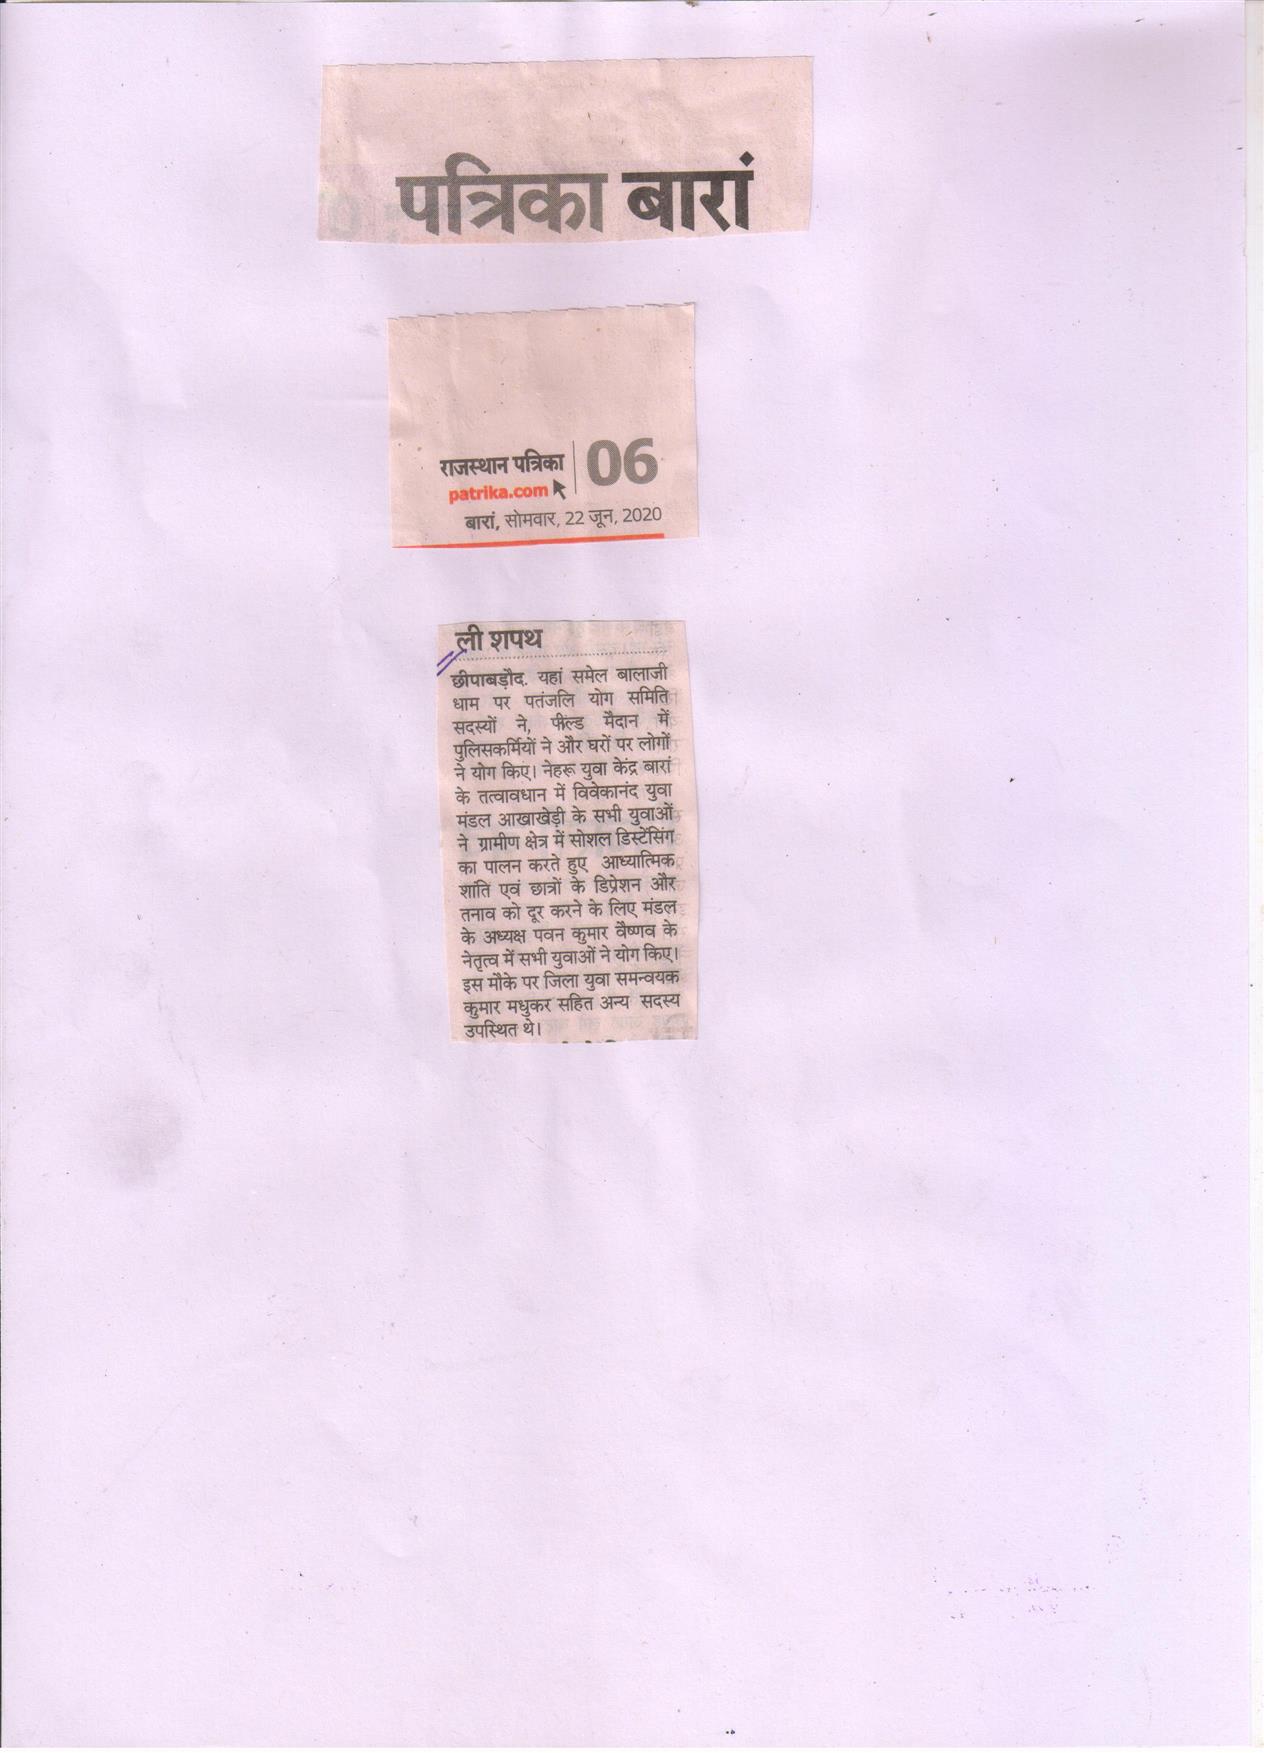 पत्रिका बारां
राजस्थान पत्रिका
06
patrika.com
बारां, सोमवार, 22 जून, 2020
ली शपथ
छीपाबड़ौद. यहां समेल बालाजी
धाम पर पतंजलि योग समिति
सदस्यों ने, फील्ड मैदान में
पुलिसकर्मियों ने और घरों पर लोगों
ने योग किए। नेहरू युवा केंद्र बारां
के तत्वावधान में विवेकानंद युवा
मंडल आखाखेड़ी के सभी युवाओं
ने ग्रामीण क्षेत्र में सोशल डिस्टेंसिंग
का पालन करते हुए आध्यात्मिक
शांति एवं छात्रों के डिप्रेशन और
तनाव को दूर करने के लिए मंडल
के अध्यक्ष पवन कुमार वैष्णव के
नेतृत्व में सभी युवाओं ने योग किए।
इस मौके पर जिला युवा समन्वयक
कुमार मधुकर सहित अन्य सदस्य
उपस्थित थे।